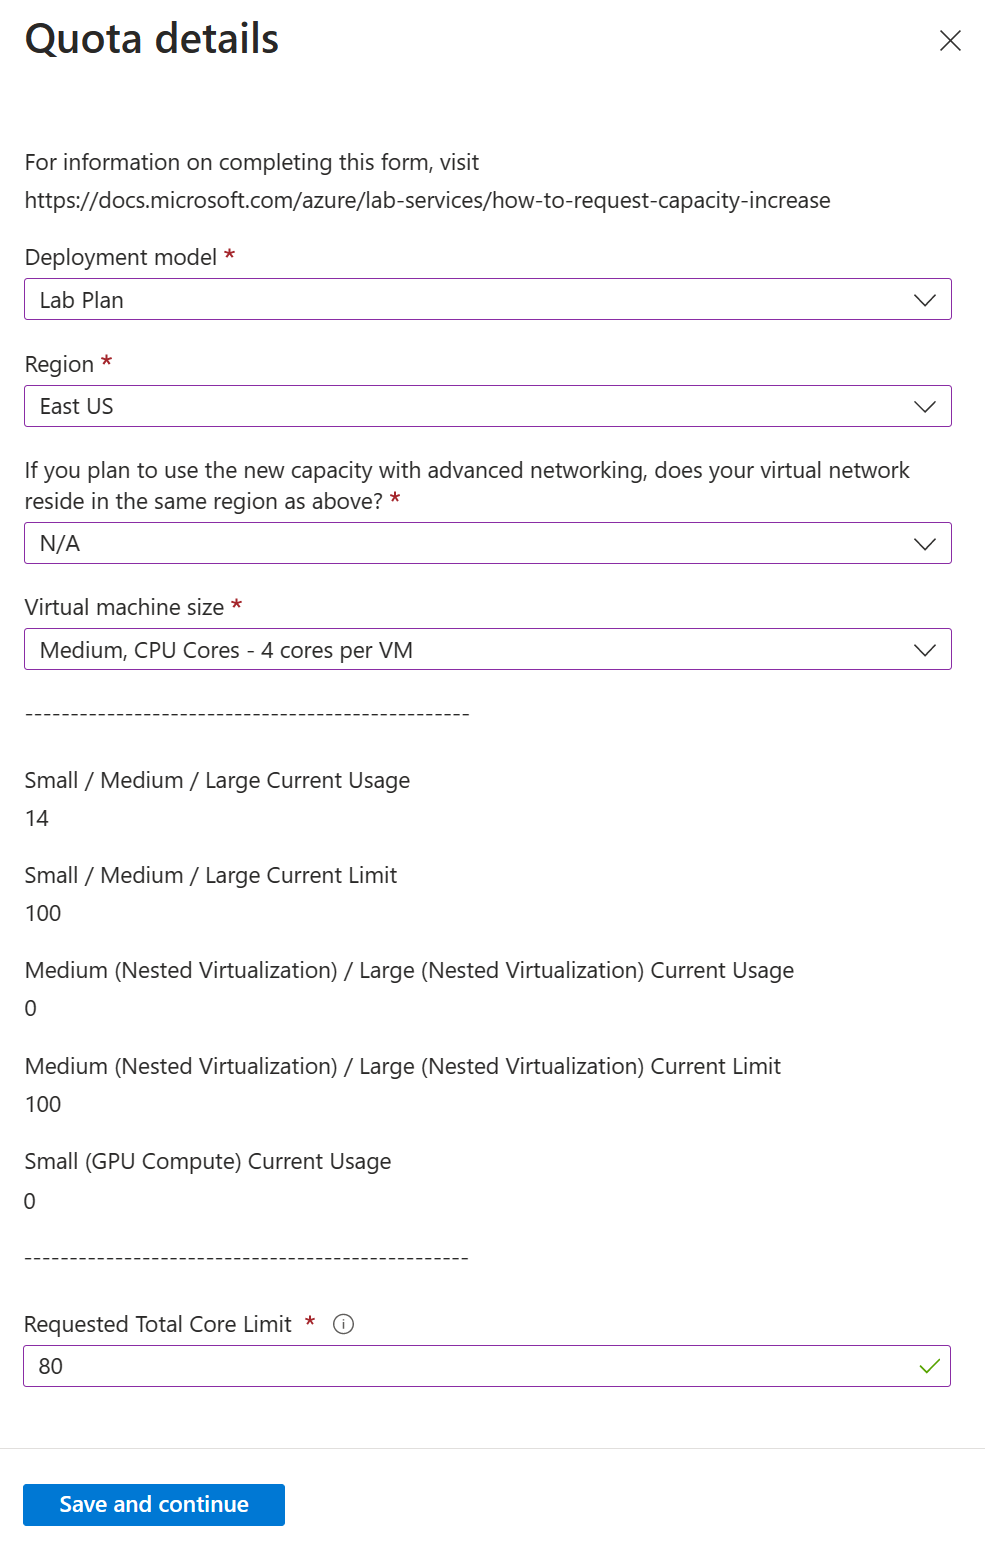 Quota details
For information on completing this form, visit
https://docs.microsoft.com/azure/lab-services/how-to-request-capacity-increase
Deployment model *
Lab Plan
Region *
East US
If you plan to use the new capacity with advanced networking, does your virtual network
reside in the same region as above? *
N/A
Virtual machine size *
Medium, CPU Cores - 4 cores per VM
-------------------------------------------------
Small / Medium / Large Current Usage
14
Small / Medium / Large Current Limit
100
Medium (Nested Virtualization) / Large (Nested Virtualization) Current Usage
0
Medium (Nested Virtualization) / Large (Nested Virtualization) Current Limit
100
Small (GPU Compute) Current Usage
0
-------------------------------------------------
Requested Total Core Limit *
80
Save and continue